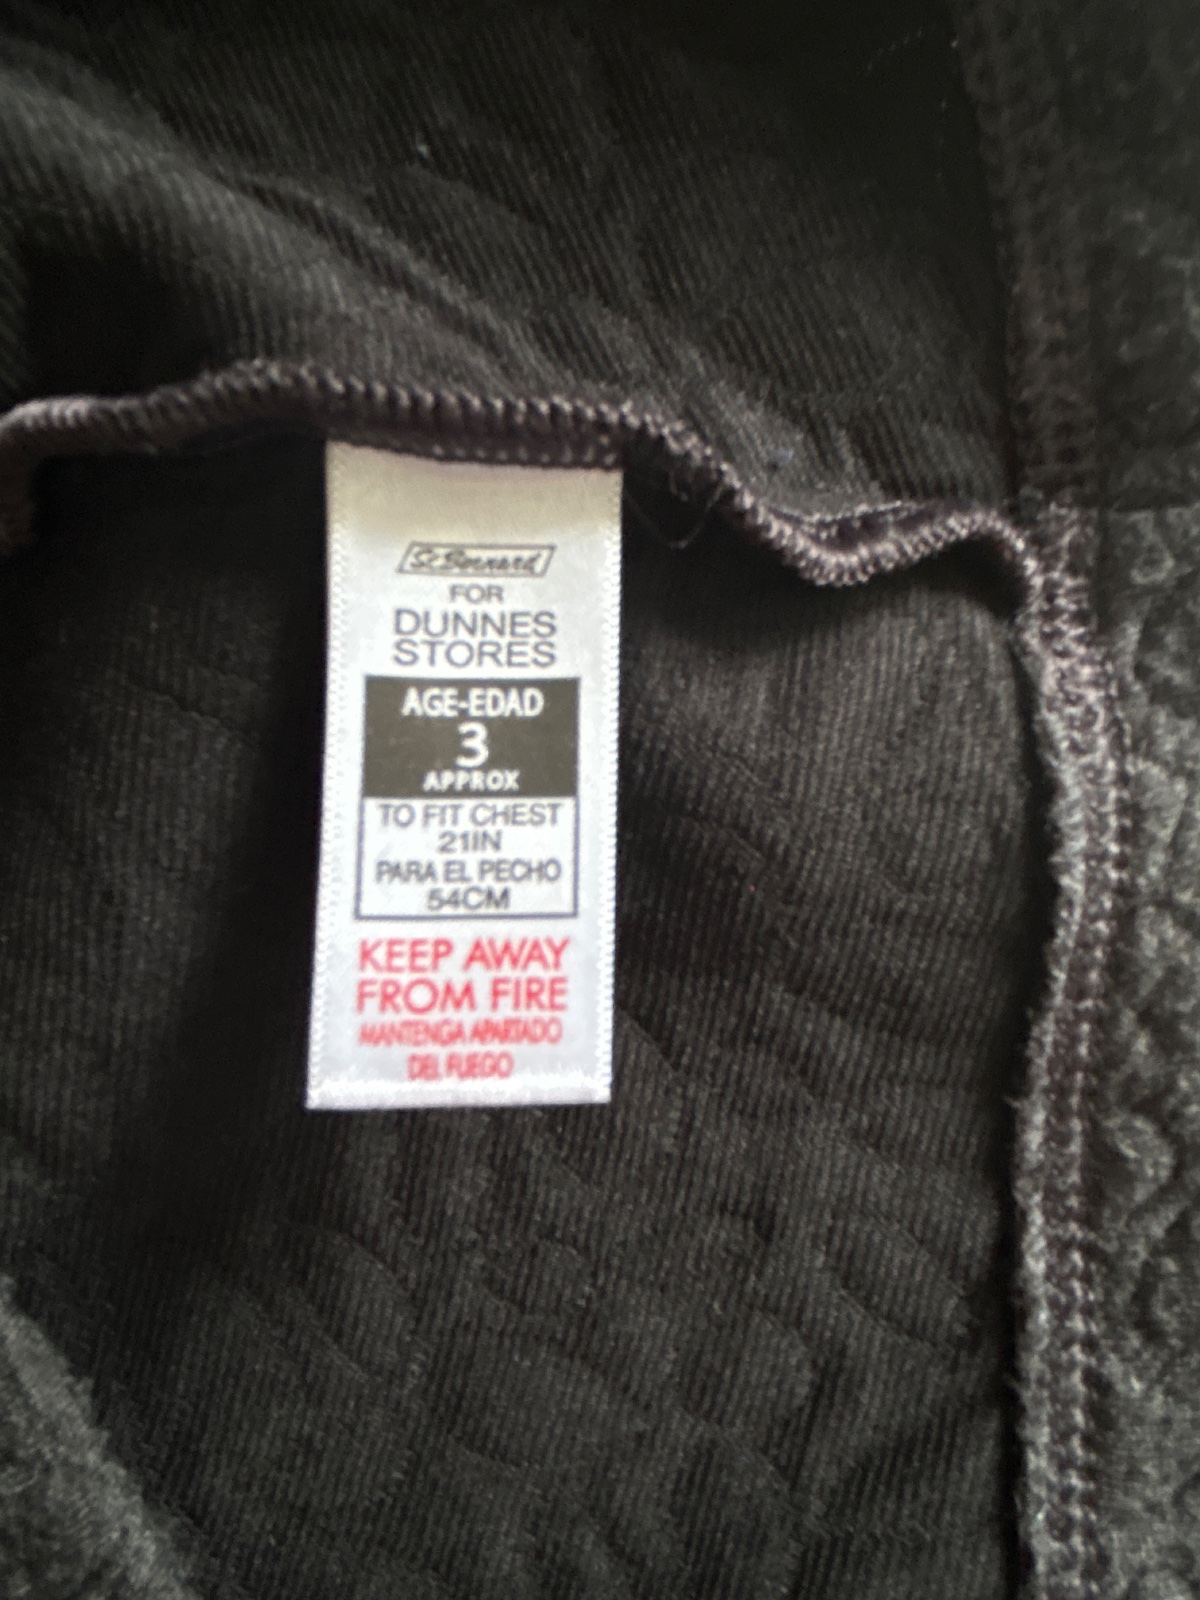 St. Bernard
FOR
DUNNES
STORES
AGE-EDAD
3
APPROX
TO FIT CHEST
21IN
PARA EL PECHO
54CM
KEEP AWAY
FROM FIRE
MANTENGA APARTADO
DEL FUEGO